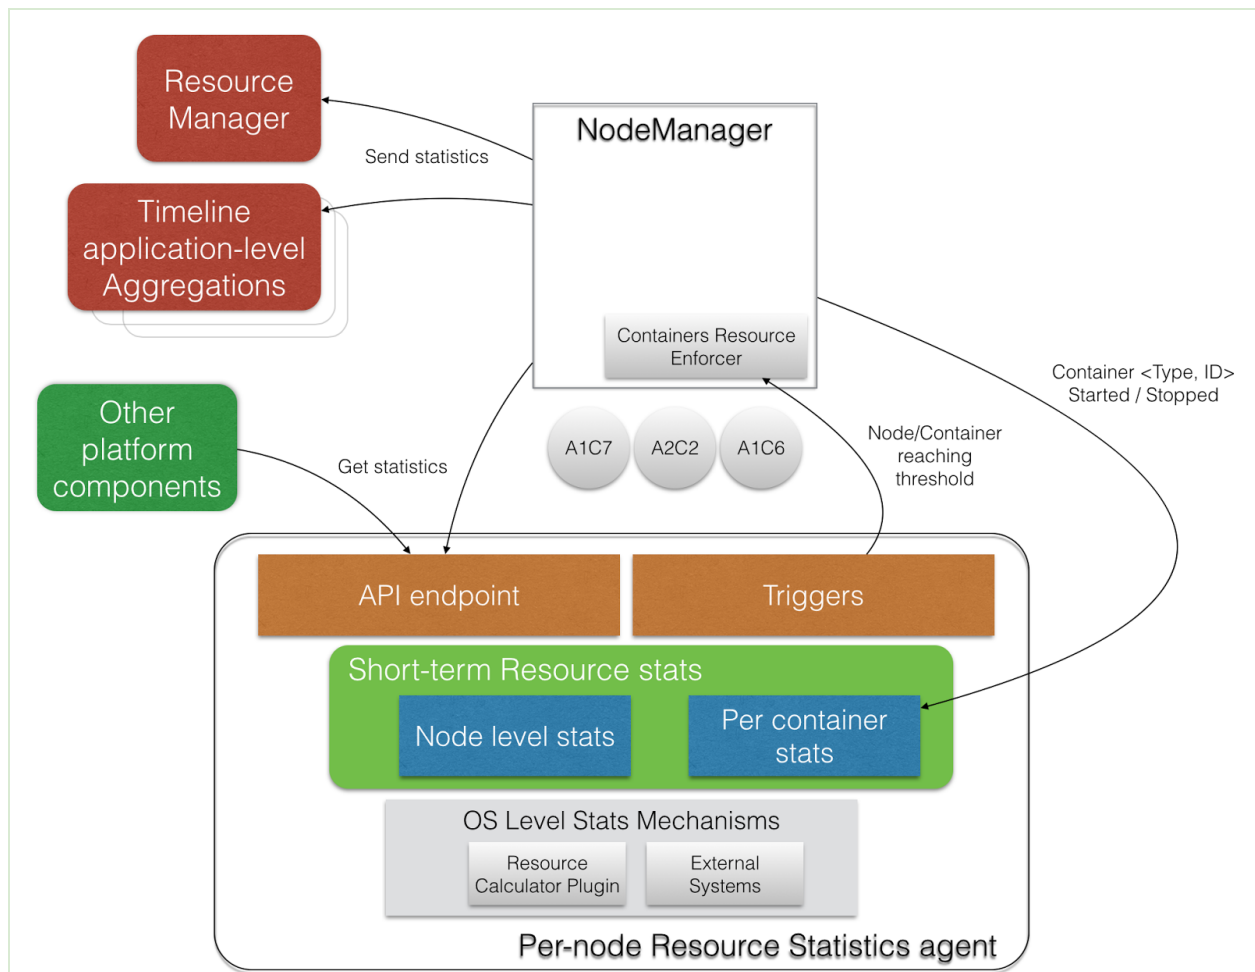 Resource
Manager
NodeManager
Send statistics
Timeline
application-level
Aggregations
Containers Resource
Enforcer
Container <Type, ID>
Started / Stopped
Other
platform
components
A1C7
A2C2
A1C6
Node/Container
reaching
threshold
Get statistics
API endpoint
Triggers
Short-term Resource stats
Node level stats
Per container
stats
OS Level Stats Mechanisms
Resource
Calculator Plugin
External
Systems
Per-node Resource Statistics agent